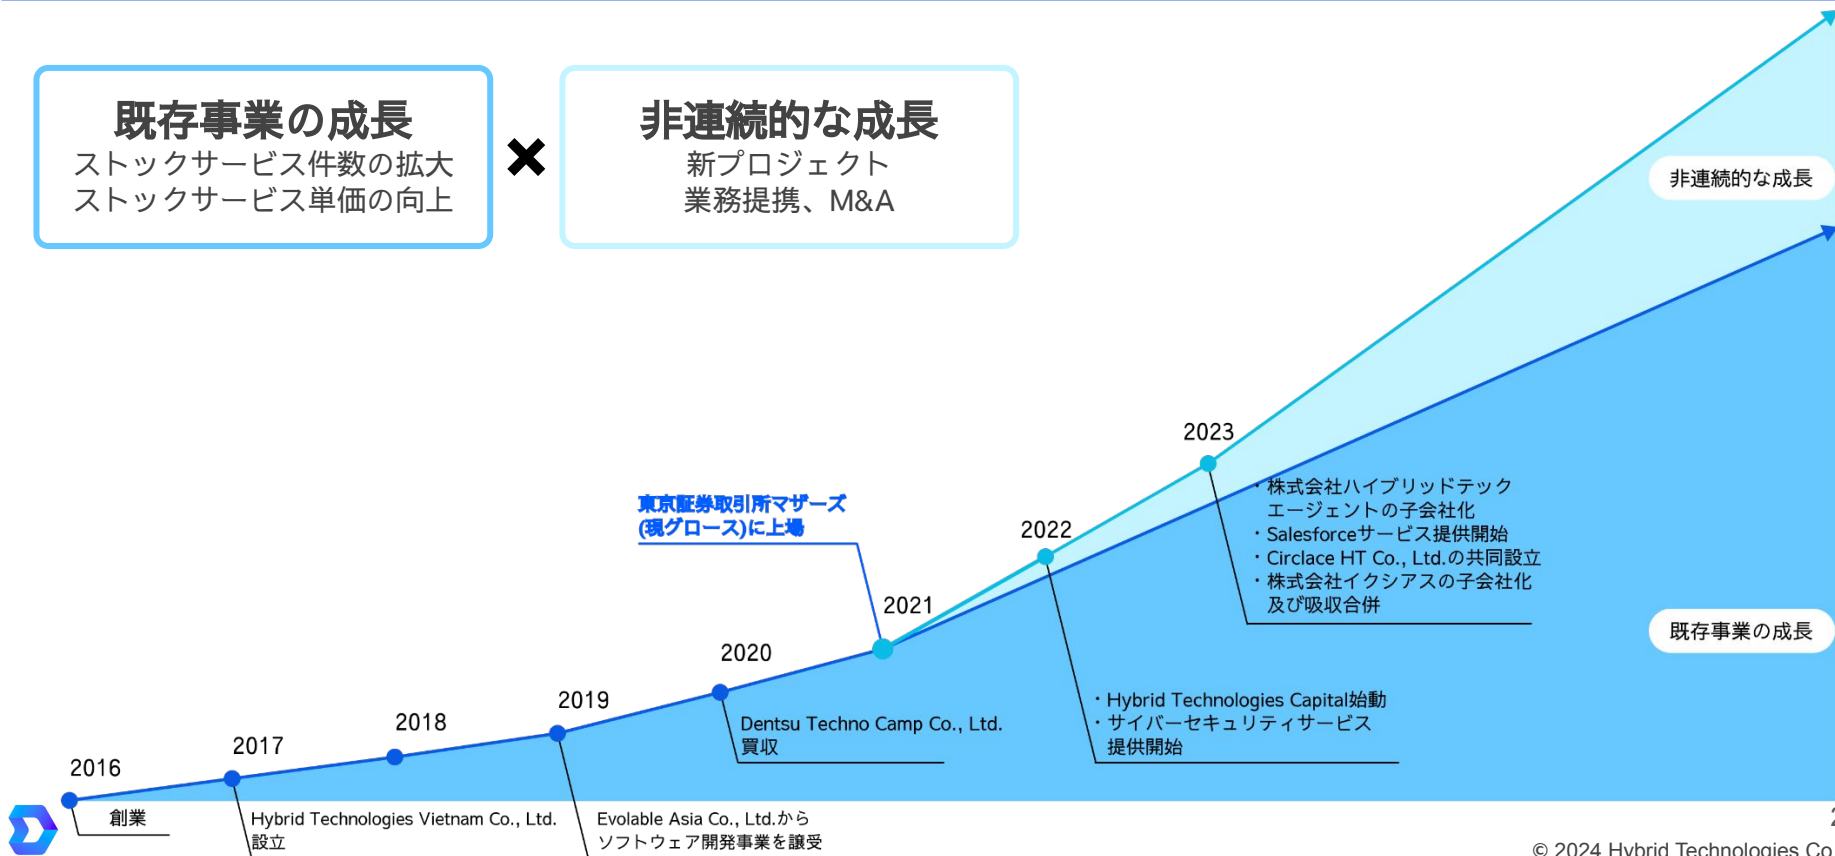 既存事業の成長
ストックサービス件数の拡大
ストックサービス単価の向上
×
非連続的な成長
新プロジェクト
業務提携、M&A
非連続的な成長
2023
・株式会社ハイブリッドテック
エージェントの子会社化
・Salesforceサービス提供開始
・Circlace HT Co., Ltd.の共同設立
・株式会社イクシアスの子会社化
及び吸収合併
東京証券取引所マザーズ
(現グロース)に上場
2022
2021
既存事業の成長
2020
2019
・Hybrid Technologies Capital始動
・サイバーセキュリティサービス
提供開始
2018
Dentsu Techno Camp Co., Ltd.
買収
2017
2016
創業
Hybrid Technologies Vietnam Co., Ltd.
設立
Evolable Asia Co., Ltd.から
ソフトウェア開発事業を譲受
© 2024 Hybrid Technologies Co